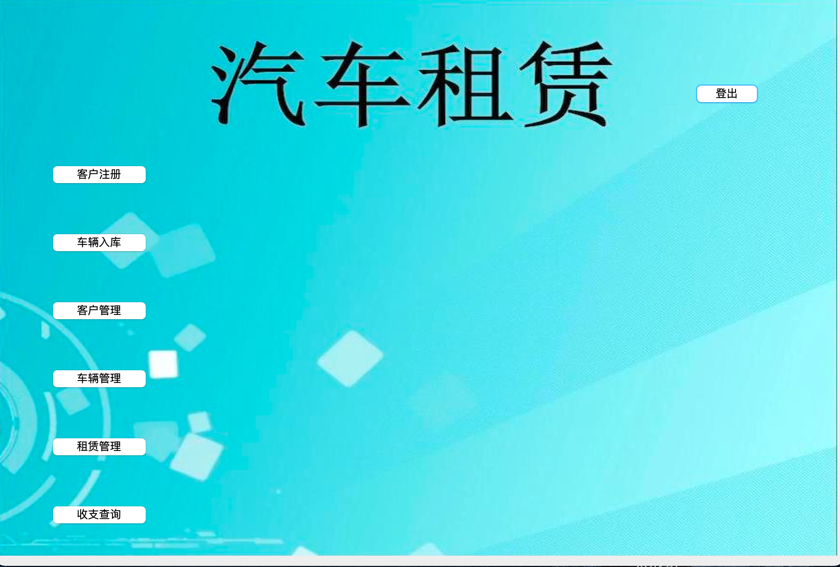 汽车租赁
登出
客户注册
车辆入库
客户管理
车辆管理
租赁管理
收支查询